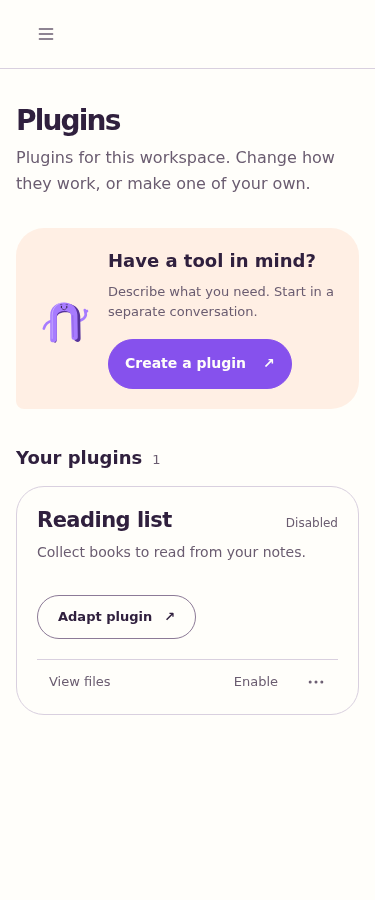 Plugins
Plugins for this workspace. Change how
they work, or make one of your own.
Have a tool in mind?
Describe what you need. Start in a
separate conversation.
Create a plugin ↗
Your plugins 1
Reading list
Disabled
Collect books to read from your notes.
Adapt plugin ↗
View files
Enable